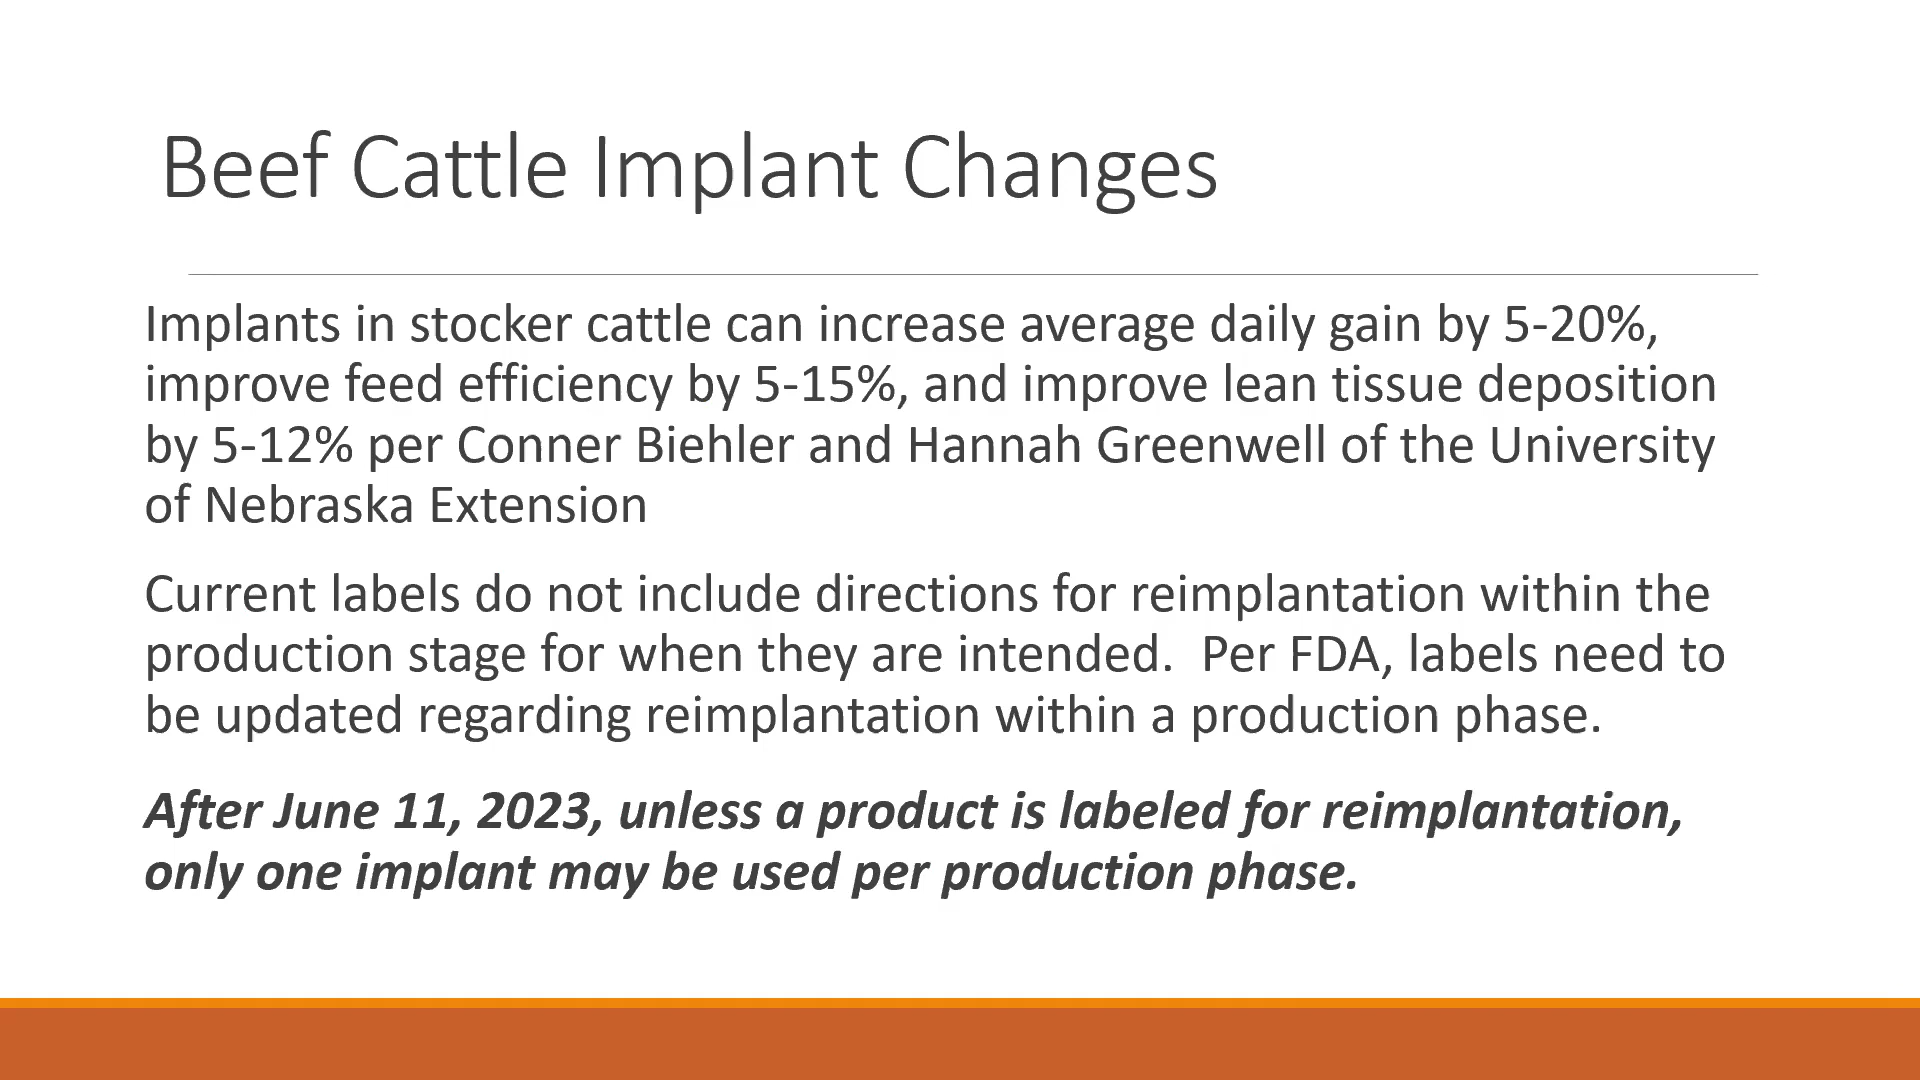 Beef Cattle Implant Changes
Implants in stocker cattle can increase average daily gain by 5-20%,
improve feed efficiency by 5-15%, and improve lean tissue deposition
by 5-12% per Conner Biehler and Hannah Greenwell of the University
of Nebraska Extension
Current labels do not include directions for reimplantation within the
production stage for when they are intended.  Per FDA, labels need to
be updated regarding reimplantation within a production phase.
After June 11, 2023, unless a product is labeled for reimplantation,
only one implant may be used per production phase.